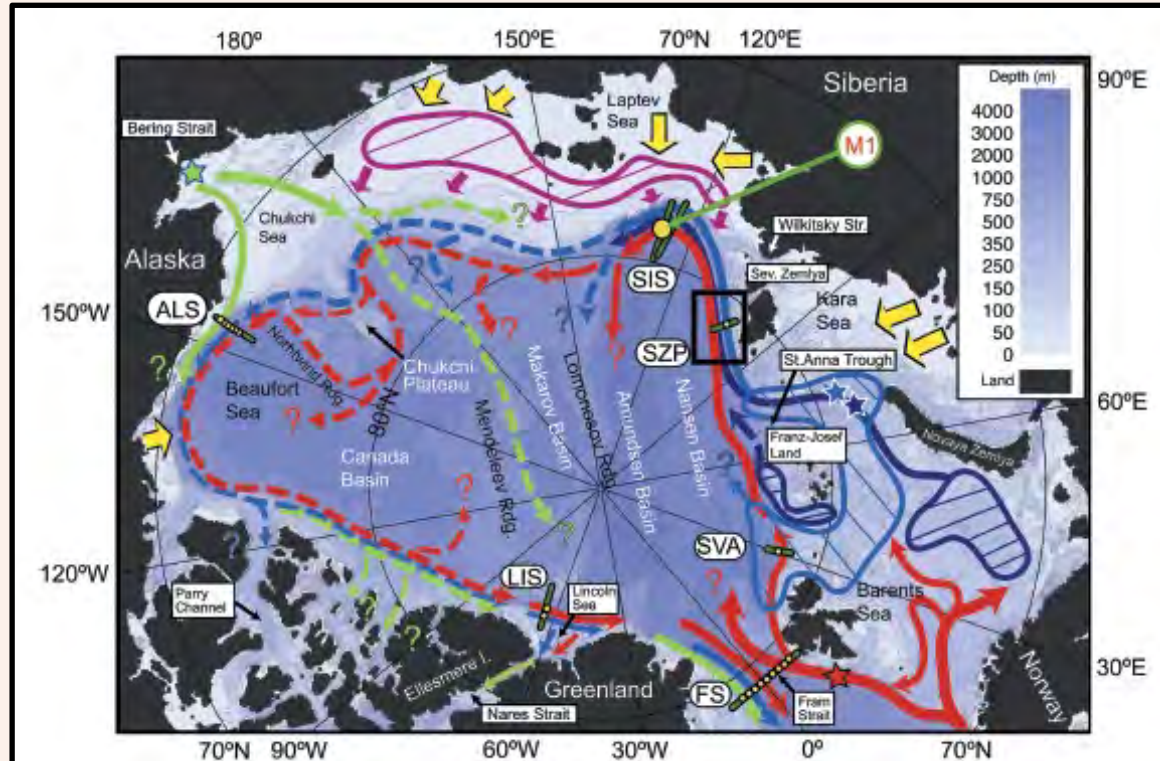 180º
150ºE
70ºN
120ºE
90ºE
60ºE
30ºE
150ºW
120ºW
70ºN
90ºW
60ºW
30ºW
0º
70ºN
Siberia
Laptev
Sea
M1
Bering Strait
Chukchi
Sea
Alaska
ALS
?
Beaufort
Sea
Northwind Rdg.
Chukchi
Plateau
80ºN
Canada
Basin
Mendeleev Rdg.
Makarov Basin
Lomonosov Rdg.
Amundsen Basin
Nansen Basin
SIS
SZP
Wilkitsky Str.
Sev. Zemlya
Kara
Sea
St.Anna Trough
Franz-Josef
Land
Novaya Zemlya
SVA
Barents
Sea
Norway
LIS
Lincoln
Sea
Parry
Channel
Ellesmere I.
Greenland
Nares Strait
FS
Fram
Strait
?
?
?
?
?
?
?
?
?
?
?
?
Depth (m)
4000
3000
2000
1000
750
500
350
250
150
100
50
0
Land